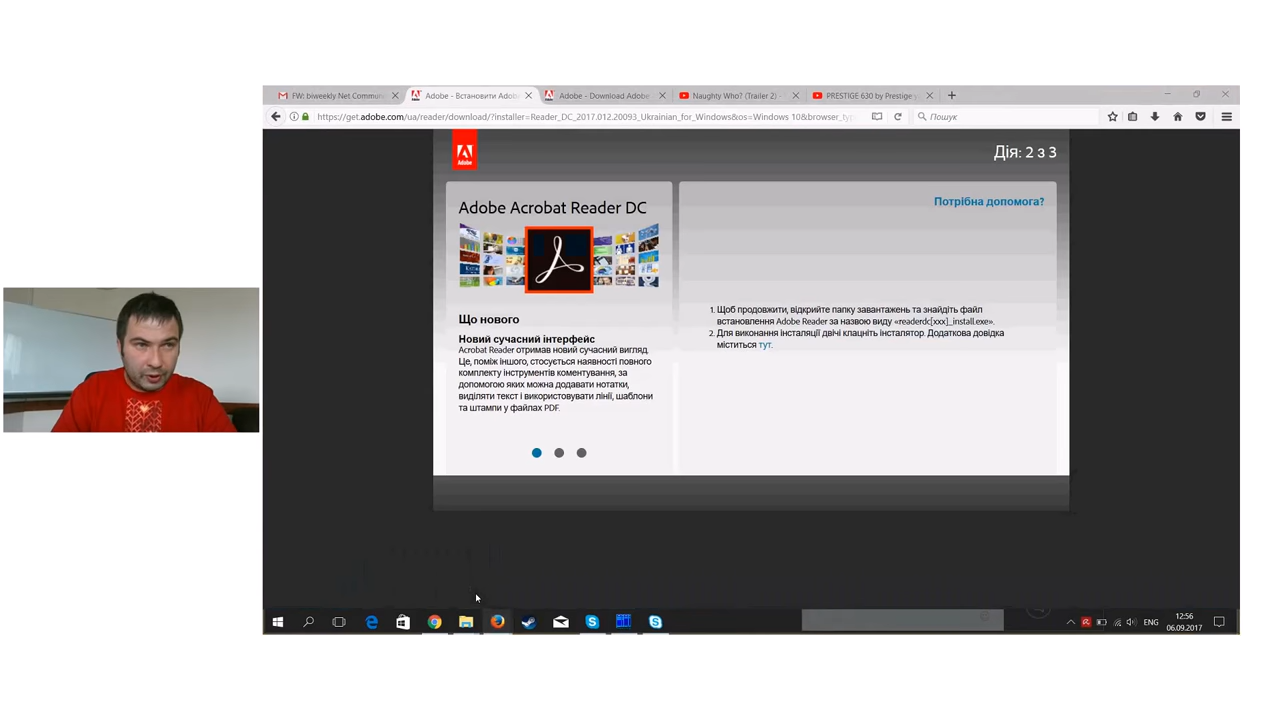 FW: biweekly Net Commun
Adobe - Встановити Adob
Adobe - Download Adobe
Naughty Who? (Trailer 2) -
PRESTIGE 630 by Prestige
https://get.adobe.com/ua/reader/download/?installer=Reader_DC_2017.012.20093_Ukrainian_for_Windows&os=Windows 10&browser_ty
Пошук
Adobe
Дія: 2 з 3
Adobe Acrobat Reader DC
Що нового
Новий сучасний інтерфейс
Acrobat Reader отримав новий сучасний вигляд.
Це, поміж іншого, стосується наявності повного
комплекту інструментів коментування, за
допомогою яких можна додавати нотатки,
виділяти текст і використовувати лінії, шаблони
та штампи у файлах PDF.
Потрібна допомога?
1. Щоб продовжити, відкрийте папку завантажень та знайдіть файл
встановлення Adobe Reader за назвою виду «readerdc[xxx]_install.exe».
2. Для виконання інсталяції двічі клацніть інсталятор. Додаткова довідка
міститься тут.
ENG
12:56
06.09.2017